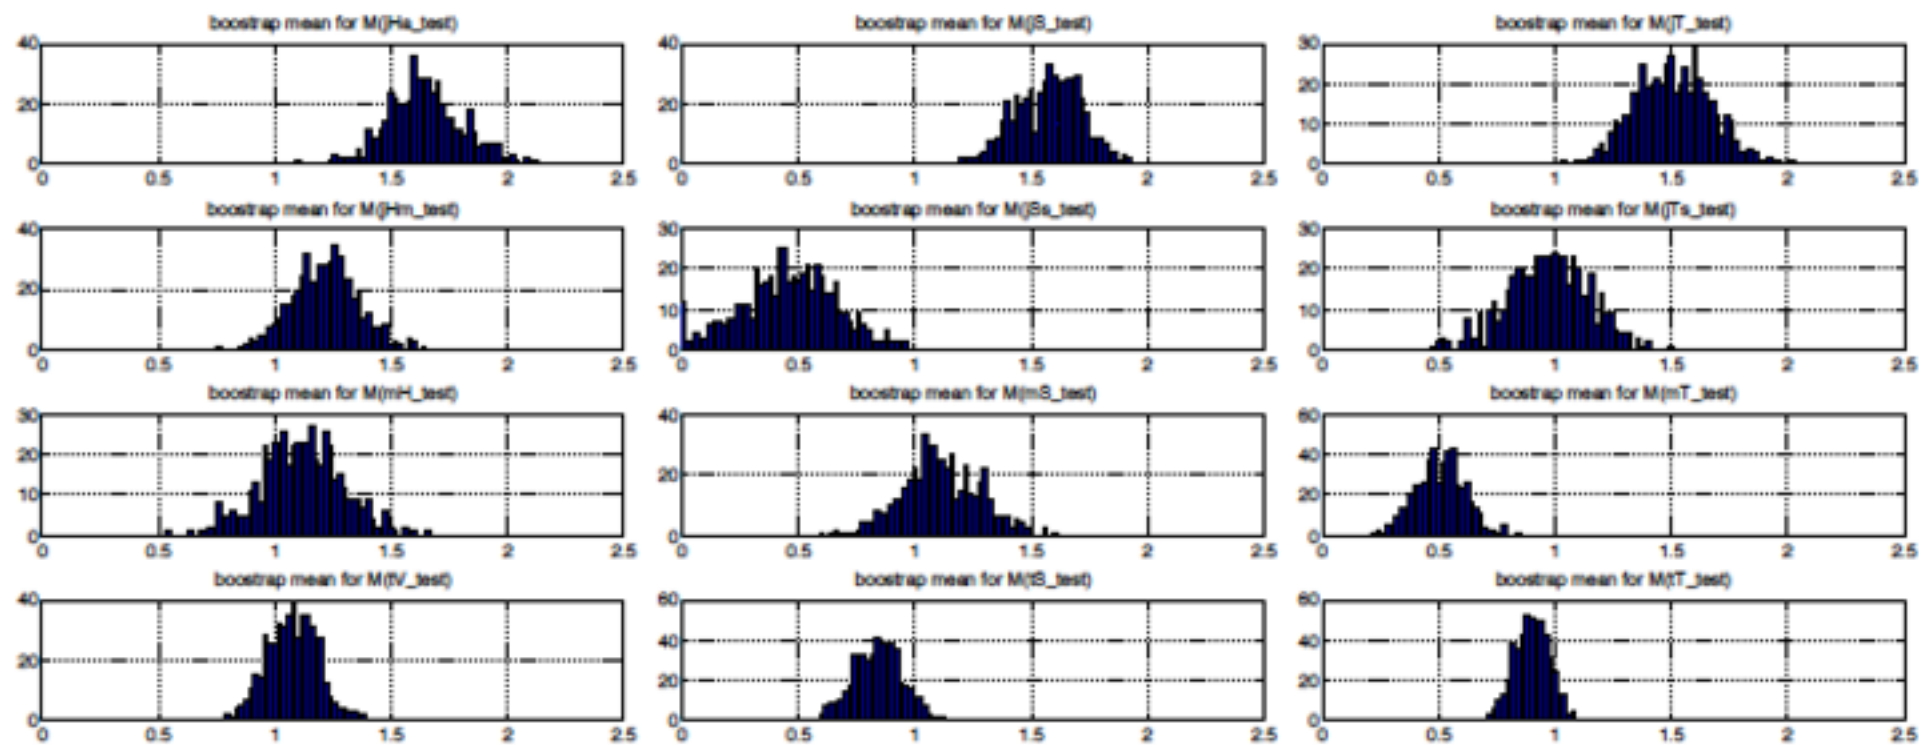 boostrap mean for M(jHa_test) boostrap mean for M(jS_test) boostrap mean for M(jT_test)
40 40 30
20 20 20
10
0 0 0
0 0.5 1 1.5 2 2.5 0 0.5 1 1.5 2 2.5 0 0.5 1 1.5 2 2.5
boostrap mean for M(jHm_test) boostrap mean for M(jSs_test) boostrap mean for M(jTs_test)
40 30 30
20 20 20
10 10
0 0 0
0 0.5 1 1.5 2 2.5 0 0.5 1 1.5 2 2.5 0 0.5 1 1.5 2 2.5
boostrap mean for M(mH_test) boostrap mean for M(mS_test) boostrap mean for M(mT_test)
30 40 60
20 20 40
10 20
0 0 0
0 0.5 1 1.5 2 2.5 0 0.5 1 1.5 2 2.5 0 0.5 1 1.5 2 2.5
boostrap mean for M(tV_test) boostrap mean for M(tS_test) boostrap mean for M(tT_test)
40 60 60
20 40 40
20 20
0 0 0
0 0.5 1 1.5 2 2.5 0 0.5 1 1.5 2 2.5 0 0.5 1 1.5 2 2.5